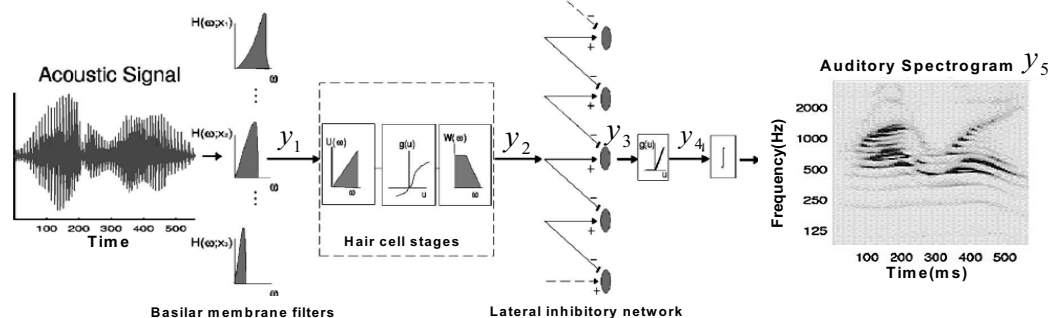 Acoustic Signal
100 200 300 400 500
Time
H(ω;x₁)
ω
H(ω;x₂)
ω
H(ω;x₃)
ω
Basilar membrane filters
y₁
U(ω)
ω
g(u)
u
W(ω)
ω
Hair cell stages
y₂
−
+
−
+
−
+
−
+
−
+
Lateral inhibitory network
y₃
g(u)
u
y₄
∫
Auditory Spectrogram y₅
Frequency(Hz)
2000
1000
500
250
125
100 200 300 400 500
Time(ms)